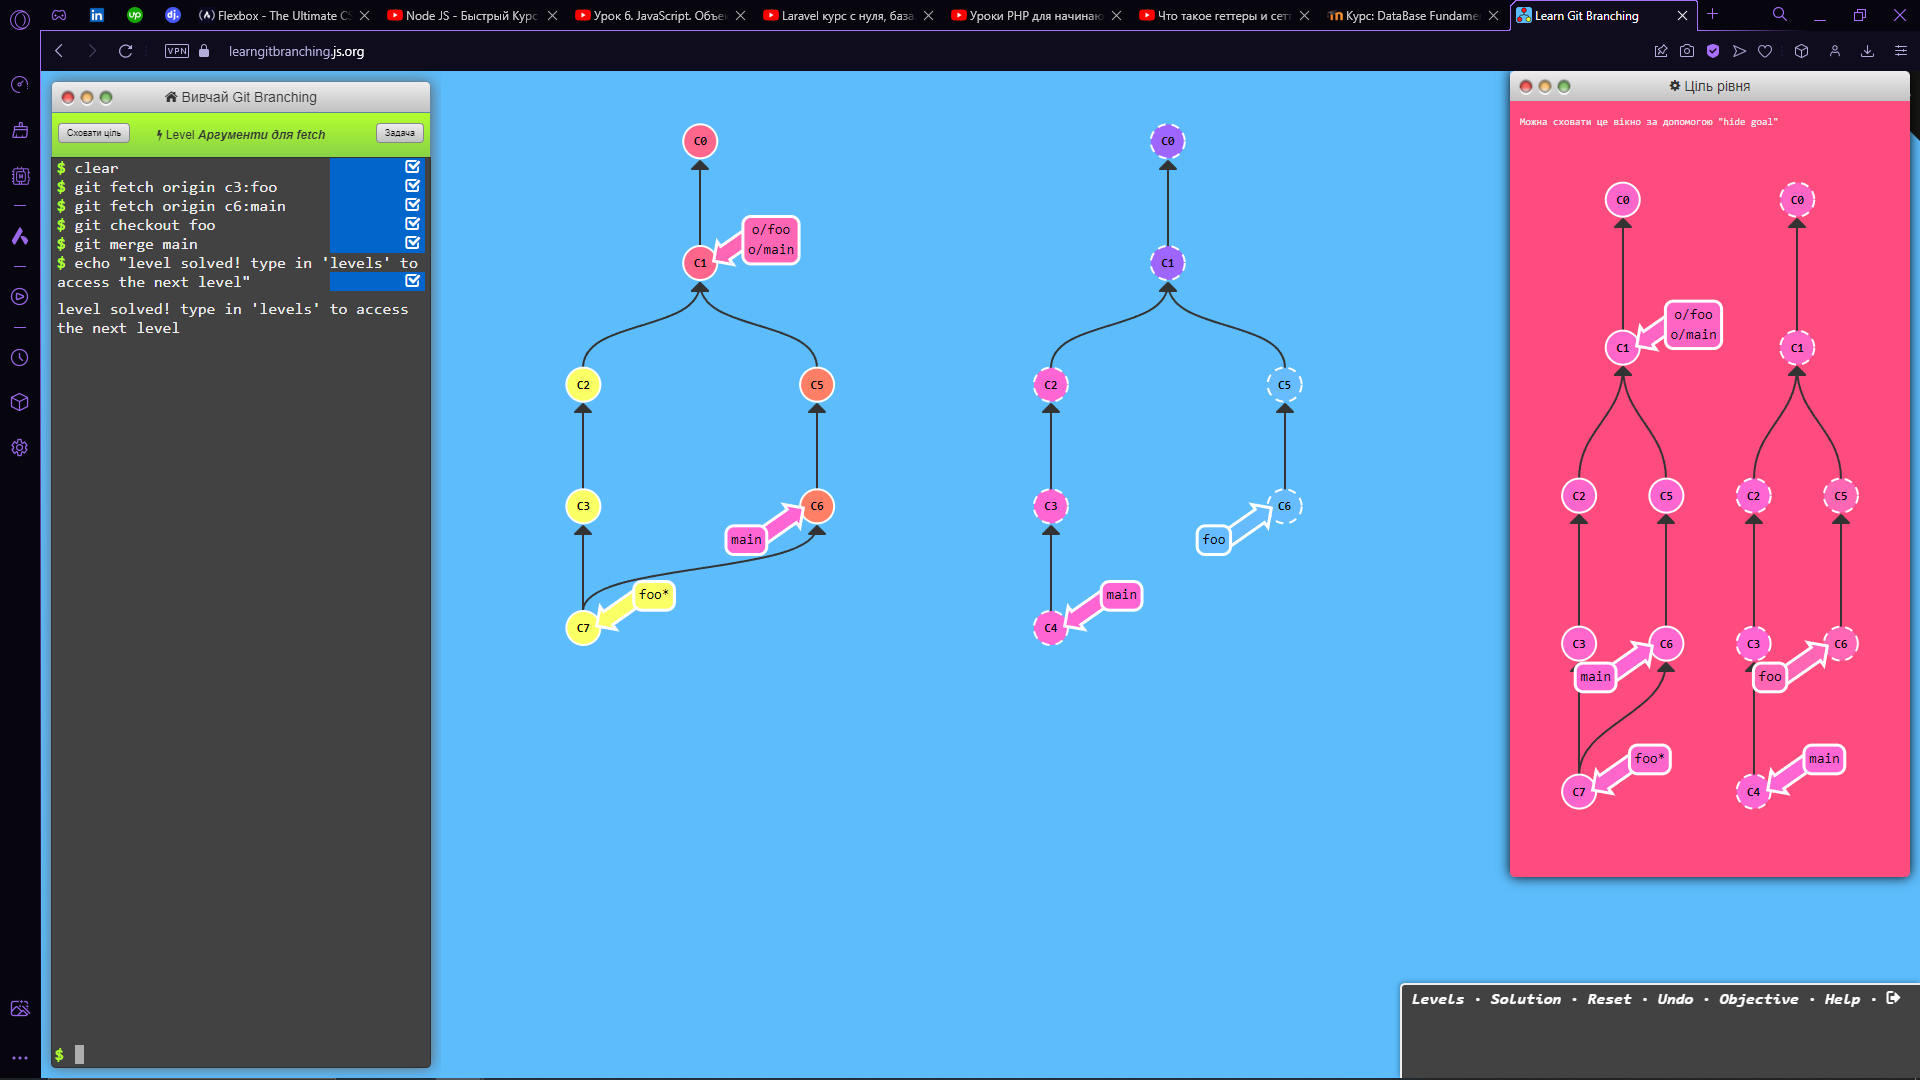 Flexbox - The Ultimate CS
Node JS - Быстрый Курс
Урок 6. JavaScript. Объе
Laravel курс с нуля, база
Уроки PHP для начинаю
Что такое геттеры и сетт
Курс: DataBase Fundame
Learn Git Branching
VPN
learngitbranching.js.org
Вивчай Git Branching
Сховати ціль
Level Аргументи для fetch
Задача
$ clear
$ git fetch origin c3:foo
$ git fetch origin c6:main
$ git checkout foo
$ git merge main
$ echo "level solved! type in 'levels' to
access the next level"
level solved! type in 'levels' to access
the next level
$
C0
o/foo
o/main
C1
C2
C5
C3
C6
main
foo*
C7
C0
C1
C2
C5
C3
C6
foo
main
C4
Ціль рівня
Можна сховати це вікно за допомогою "hide goal"
C0
C0
o/foo
o/main
C1
C1
C2
C5
C2
C5
C3
C6
C3
C6
main
foo
foo*
main
C7
C4
Levels · Solution · Reset · Undo · Objective · Help ·